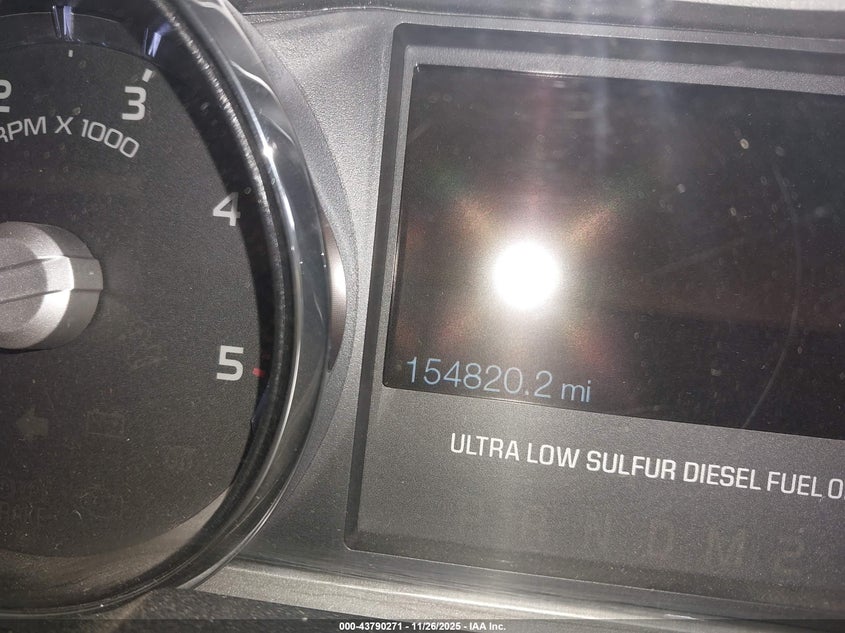 2
3
RPM X 1000
4
5
154820.2 mi
ULTRA LOW SULFUR DIESEL FUEL O
N D M 2
000-43790271 - 11/26/2025 - IAA Inc.